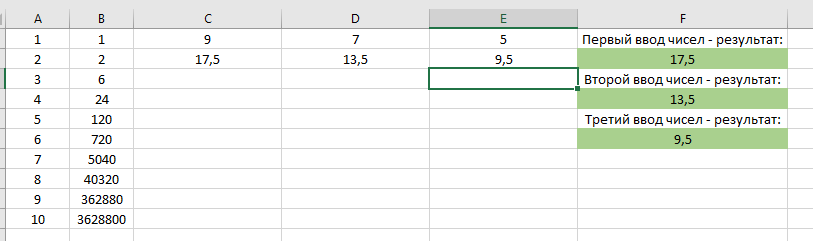 A B C D E F
1 1 9 7 5 Первый ввод чисел - результат:
2 2 17,5 13,5 9,5 17,5
3 6 Второй ввод чисел - результат:
4 24 13,5
5 120 Третий ввод чисел - результат:
6 720 9,5
7 5040
8 40320
9 362880
10 3628800